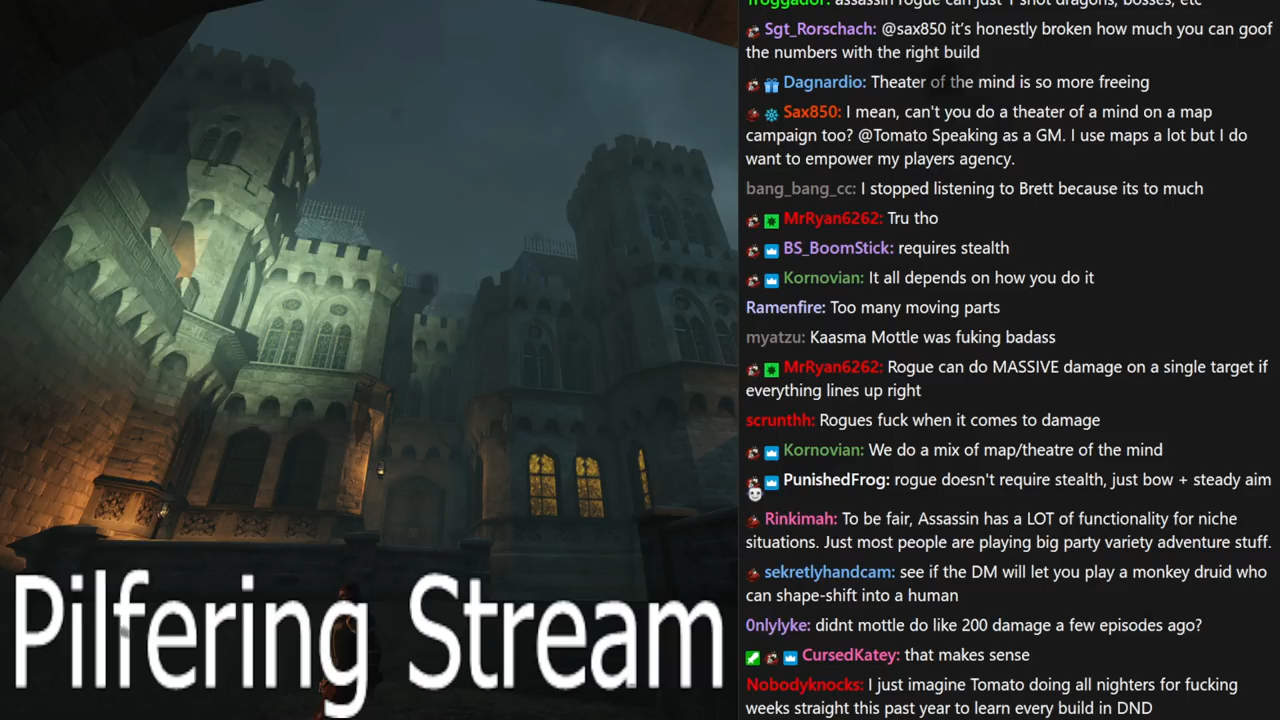 Troggador: assassin rogue can just 1 shot dragons, bosses, etc
Sgt_Rorschach: @sax850 it’s honestly broken how much you can goof
the numbers with the right build
Dagnardio: Theater of the mind is so more freeing
Sax850: I mean, can't you do a theater of a mind on a map
campaign too? @Tomato Speaking as a GM. I use maps a lot but I do
want to empower my players agency.
bang_bang_cc: I stopped listening to Brett because its to much
MrRyan6262: Tru tho
BS_BoomStick: requires stealth
Kornovian: It all depends on how you do it
Ramenfire: Too many moving parts
myatzu: Kaasma Mottle was fuking badass
MrRyan6262: Rogue can do MASSIVE damage on a single target if
everything lines up right
scrunthh: Rogues fuck when it comes to damage
Kornovian: We do a mix of map/theatre of the mind
PunishedFrog: rogue doesn't require stealth, just bow + steady aim
Rinkimah: To be fair, Assassin has a LOT of functionality for niche
situations. Just most people are playing big party variety adventure stuff.
sekretlyhandcam: see if the DM will let you play a monkey druid who
can shape-shift into a human
0nlylyke: didnt mottle do like 200 damage a few episodes ago?
CursedKatey: that makes sense
Nobodyknocks: I just imagine Tomato doing all nighters for fucking
weeks straight this past year to learn every build in DND
Pilfering Stream